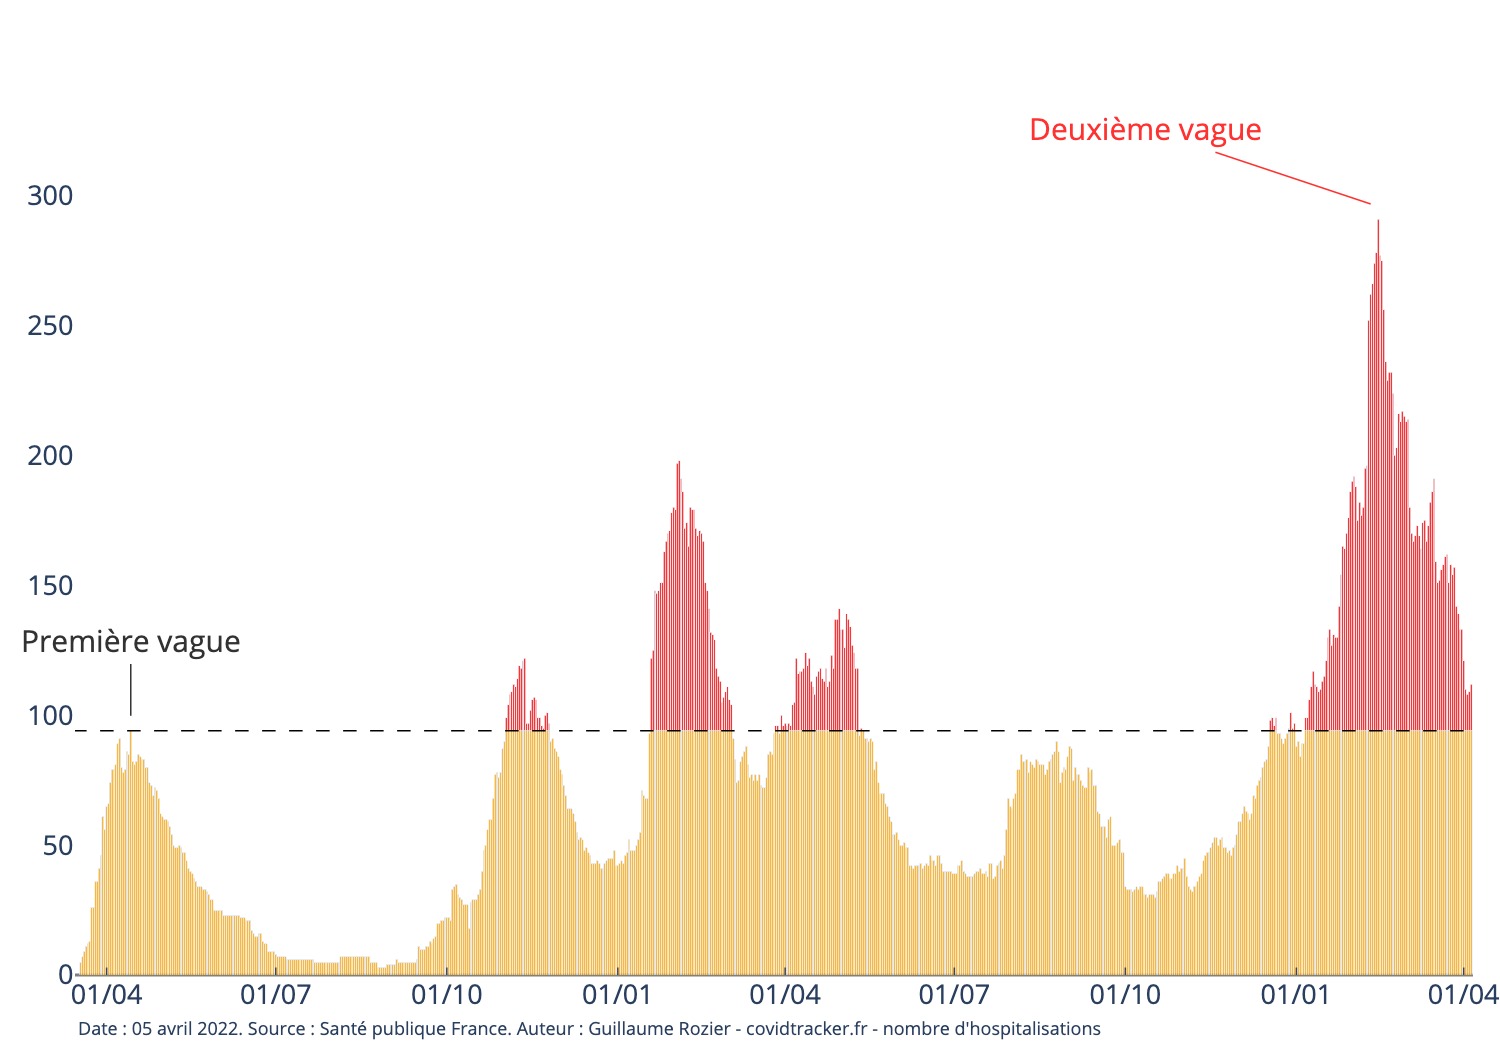 Deuxième vague
300
250
200
150
Première vague
100
50
0
01/04 01/07 01/10 01/01 01/04 01/07 01/10 01/01 01/04
Date : 05 avril 2022. Source : Santé publique France. Auteur : Guillaume Rozier - covidtracker.fr - nombre d'hospitalisations